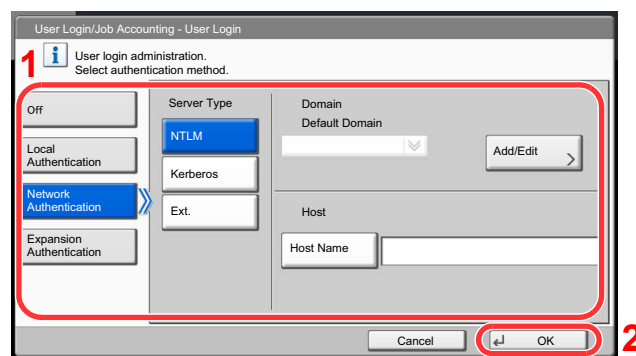 User Login/Job Accounting - User Login
1
i
User login administration.
Select authentication method.
Off
Local
Authentication
Network
Authentication
Expansion
Authentication
Server Type
NTLM
Kerberos
Ext.
Domain
Default Domain
Add/Edit
Host
Host Name
Cancel
OK
2